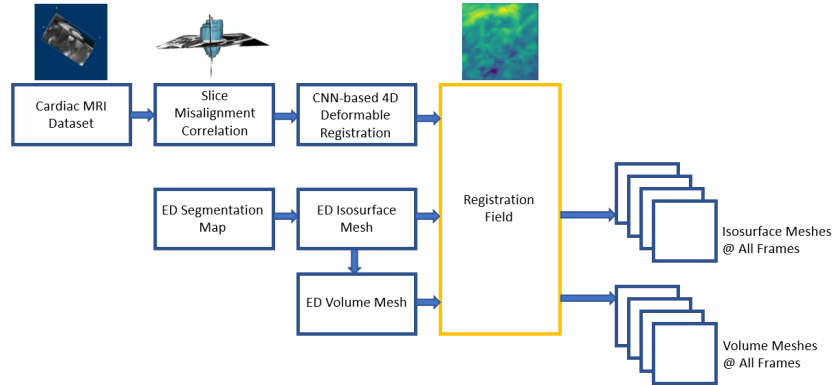 Cardiac MRI
Dataset
Slice
Misalignment
Correlation
CNN-based 4D
Deformable
Registration
ED Segmentation
Map
ED Isosurface
Mesh
ED Volume Mesh
Registration
Field
Isosurface Meshes
@ All Frames
Volume Meshes
@ All Frames